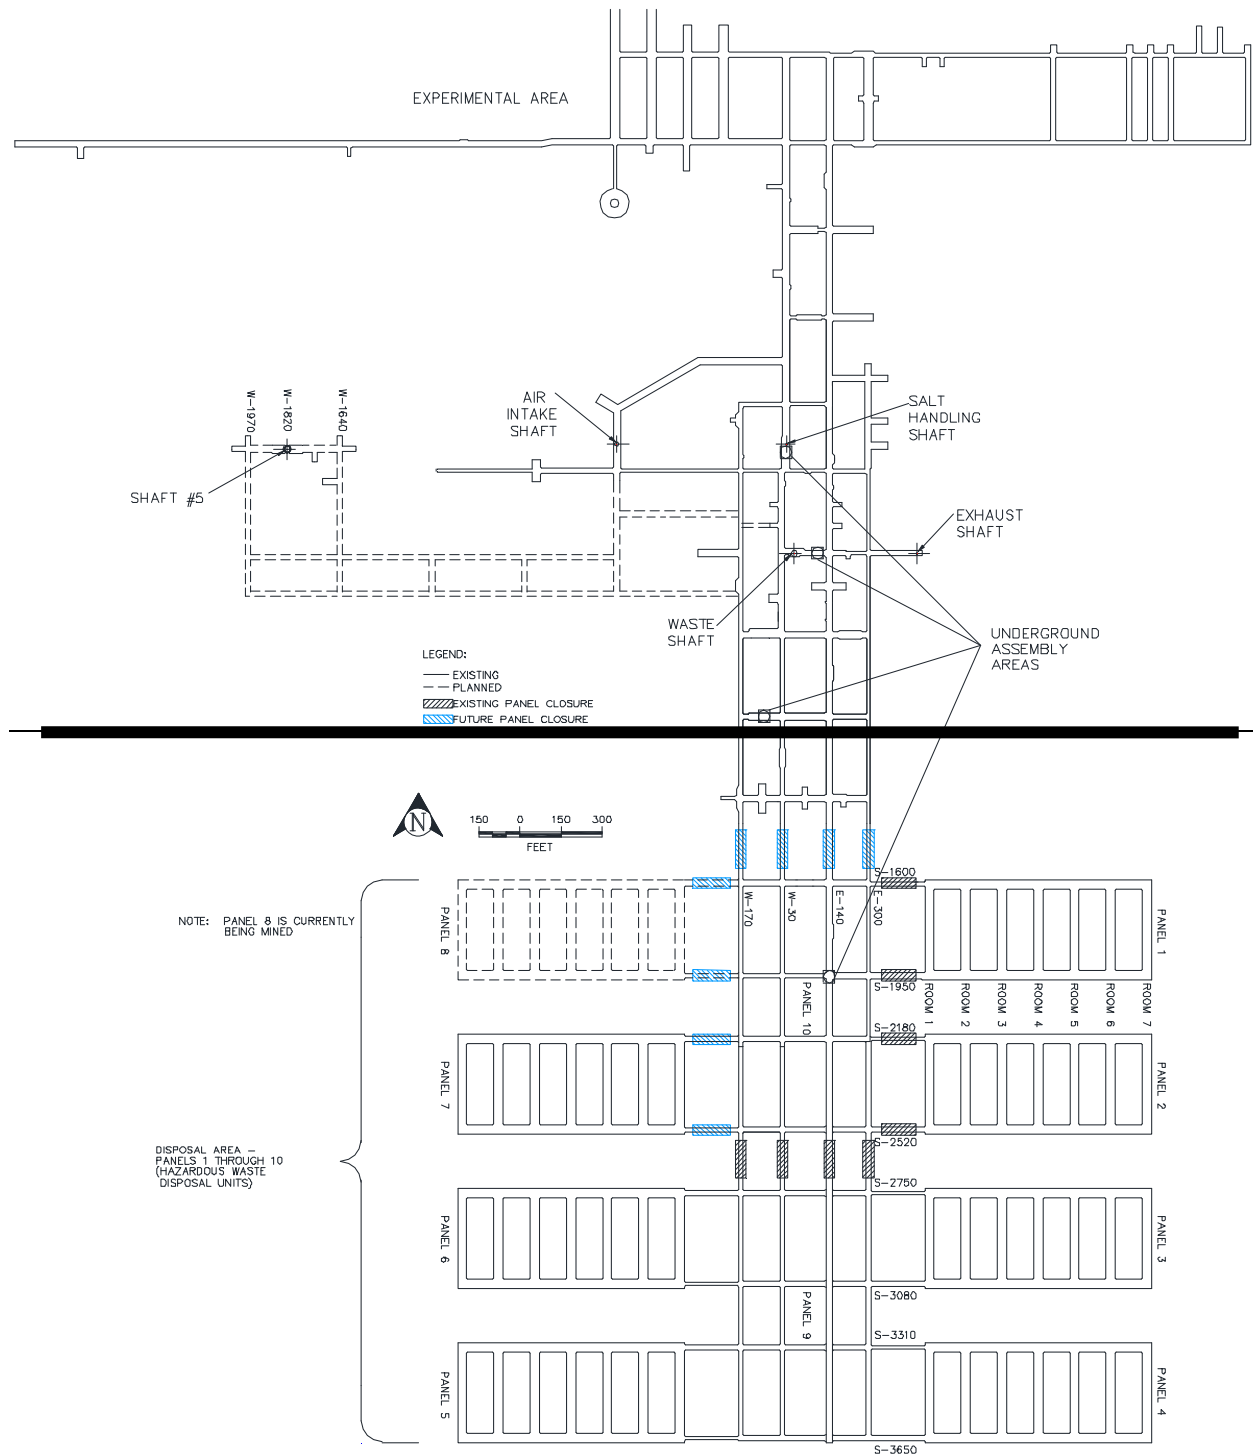 EXPERIMENTAL AREA
W-1970
W-1820
W-1640
AIR
INTAKE
SHAFT
SALT
HANDLING
SHAFT
SHAFT #5
EXHAUST
SHAFT
WASTE
SHAFT
UNDERGROUND
ASSEMBLY
AREAS
LEGEND:
EXISTING
PLANNED
EXISTING PANEL CLOSURE
FUTURE PANEL CLOSURE
N
150 0 150 300
FEET
S-1600
NOTE: PANEL 8 IS CURRENTLY
BEING MINED
PANEL 8
W-170
W-30
E-140
E-300
PANEL 1
S-1950
PANEL 10
ROOM 1
ROOM 2
ROOM 3
ROOM 4
ROOM 5
ROOM 6
ROOM 7
S-2180
PANEL 7
PANEL 2
S-2520
DISPOSAL AREA –
PANELS 1 THROUGH 10
(HAZARDOUS WASTE
DISPOSAL UNITS)
S-2750
PANEL 6
PANEL 3
S-3080
PANEL 9
S-3310
PANEL 5
PANEL 4
S-3650